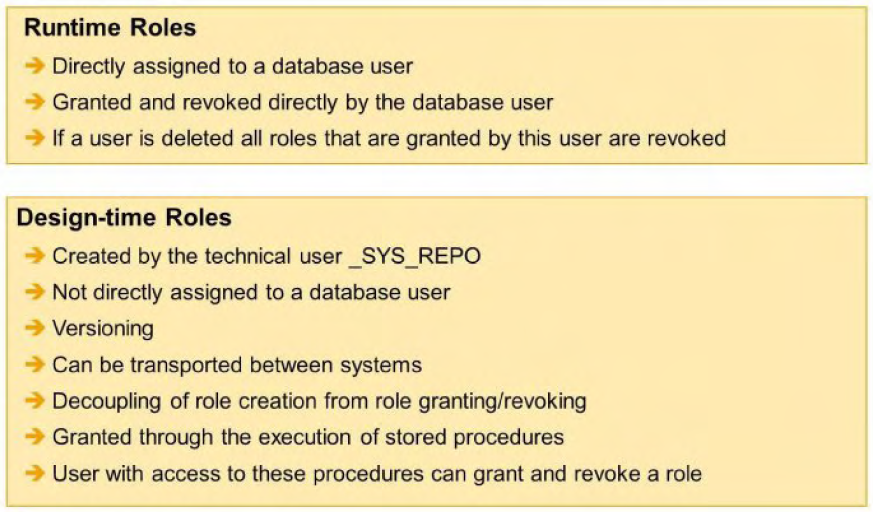 Runtime Roles
→ Directly assigned to a database user
→ Granted and revoked directly by the database user
→ If a user is deleted all roles that are granted by this user are revoked
Design-time Roles
→ Created by the technical user _SYS_REPO
→ Not directly assigned to a database user
→ Versioning
→ Can be transported between systems
→ Decoupling of role creation from role granting/revoking
→ Granted through the execution of stored procedures
→ User with access to these procedures can grant and revoke a role